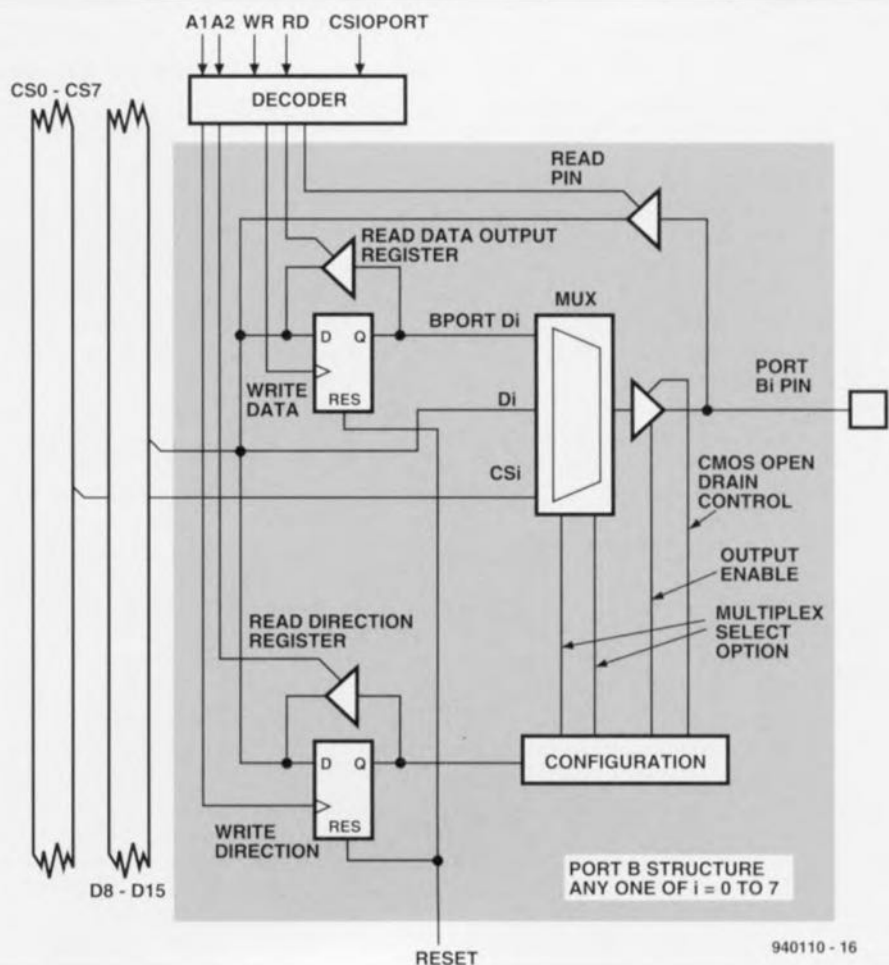 A1 A2 WR RD CSIOPORT
CS0 - CS7
DECODER
READ
PIN
READ DATA OUTPUT
REGISTER
MUX
D Q
BPORT Di
PORT
Bi PIN
WRITE
DATA
RES
Di
CSi
CMOS OPEN
DRAIN
CONTROL
OUTPUT
ENABLE
READ DIRECTION
REGISTER
MULTIPLEX
SELECT
OPTION
D Q
CONFIGURATION
WRITE
DIRECTION
RES
PORT B STRUCTURE
ANY ONE OF i = 0 TO 7
D8 - D15
RESET
940110 - 16